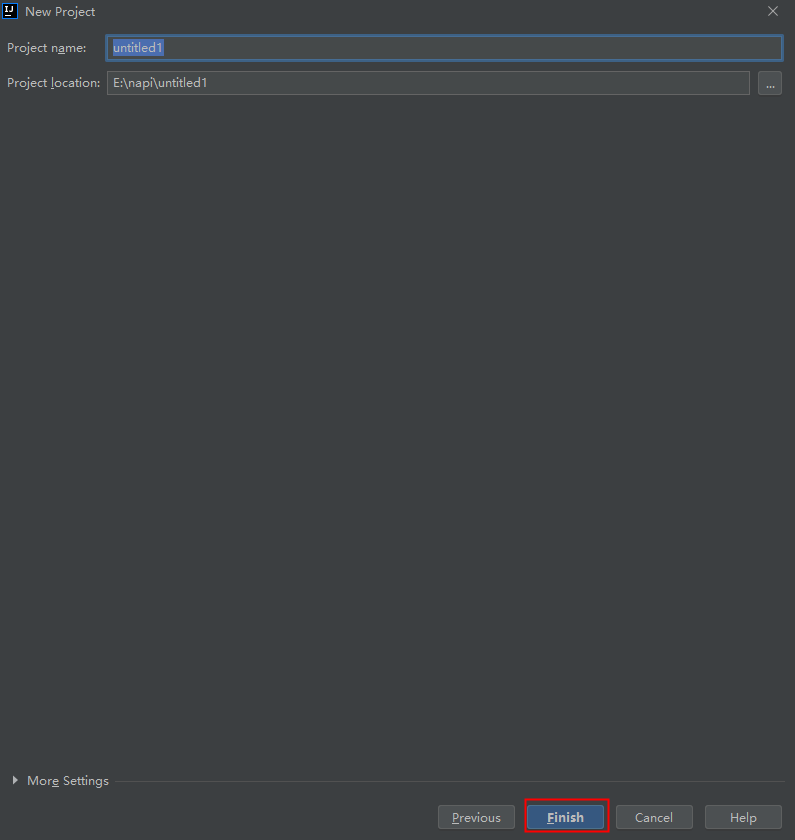 IJ
New Project
Project name: untitled1
Project location: E:\napi\untitled1 ...
More Settings
Previous Finish Cancel Help